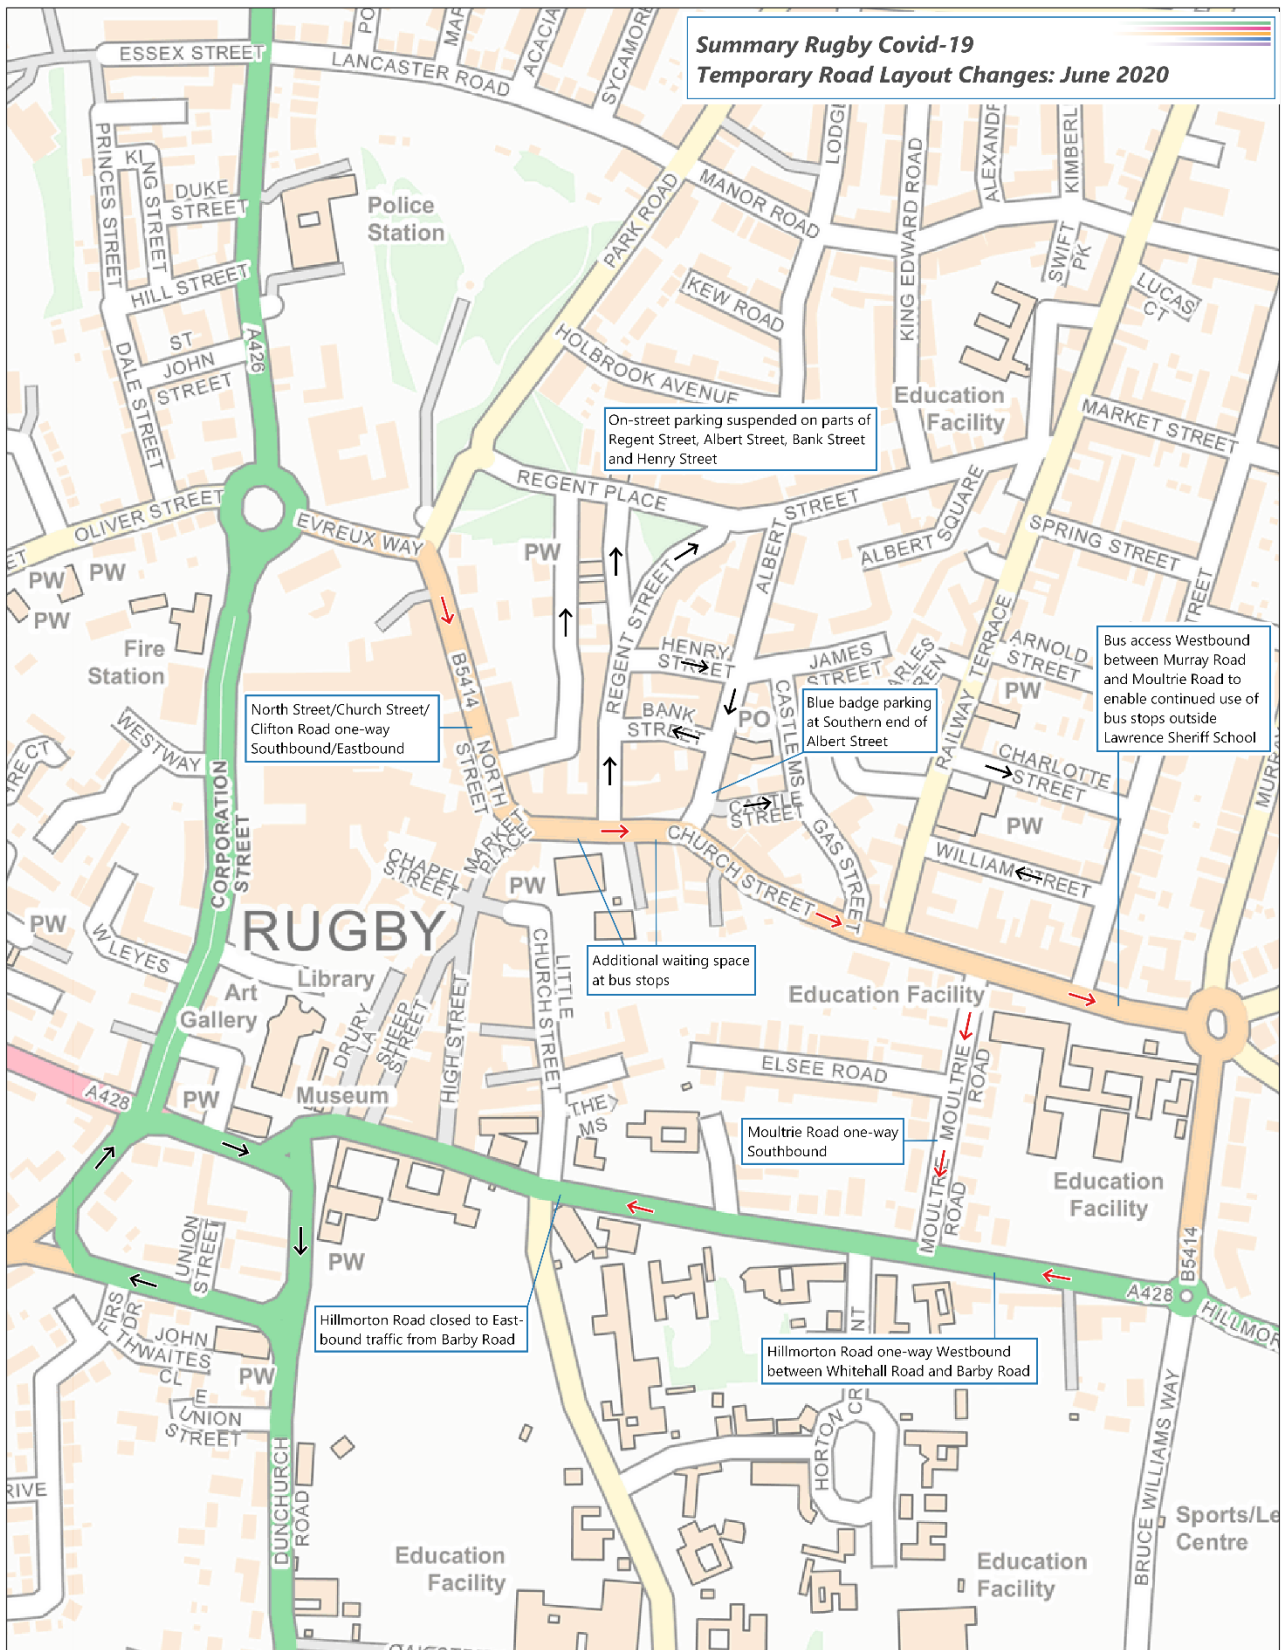 Summary Rugby Covid-19
Temporary Road Layout Changes: June 2020
ESSEX STREET
LANCASTER ROAD
ACACIA
SYCAMORE
PRINCES STREET
KING STREET
DUKE
STREET
HILL STREET
ST
JOHN
STREET
DALE STREET
A426
Police
Station
PARK ROAD
MANOR ROAD
KING EDWARD ROAD
SWIFT
PK
LUCAS
CT
KEW ROAD
HOLBROOK AVENUE
Education
Facility
MARKET STREET
On-street parking suspended on parts of
Regent Street, Albert Street, Bank Street
and Henry Street
OLIVER STREET
EVREUX WAY
REGENT PLACE
ALBERT STREET
STREET
ALBERT SQUARE
SPRING STREET
STREET
PW
PW
PW
PW
Fire
Station
B5414
REGENT STREET
HENRY
STREET
BANK
STREET
JAMES
STREET
RAILWAY TERRACE
ARNOLD
STREET
PW
PO
CASTLE MS
Bus access Westbound
between Murray Road
and Moultrie Road to
enable continued use of
bus stops outside
Lawrence Sheriff School
North Street/Church Street/
Clifton Road one-way
Southbound/Eastbound
Blue badge parking
at Southern end of
Albert Street
WESTWAY
NORTH
STREET
CHARLOTTE
STREET
CASTLE
STREET
GAS STREET
PW
WILLIAM STREET
CORPORATION
STREET
MARKET
PLACE
CHURCH STREET
CHAPEL
STREET
PW
PW
RUGBY
W LEYES
Library
Art
Gallery
Additional waiting space
at bus stops
LITTLE
CHURCH STREET
Education Facility
DRURY
LA
SHEEP
STREET
HIGH STREET
ELSEE ROAD
MOULTRIE
ROAD
A428
PW
Museum
THE
MS
Moultrie Road one-way
Southbound
MOULTRIE
ROAD
Education
Facility
UNION
STREET
PW
B5414
A428
HILLMOR
FIRS
DR
Hillmorton Road closed to East-
bound traffic from Barby Road
Hillmorton Road one-way Westbound
between Whitehall Road and Barby Road
JOHN
THWAITES
CL
PW
E
UNION
STREET
HORTON
BRUCE WILLIAMS WAY
DUNCHURCH
ROAD
RIVE
Sports/Le
Centre
Education
Facility
Education
Facility